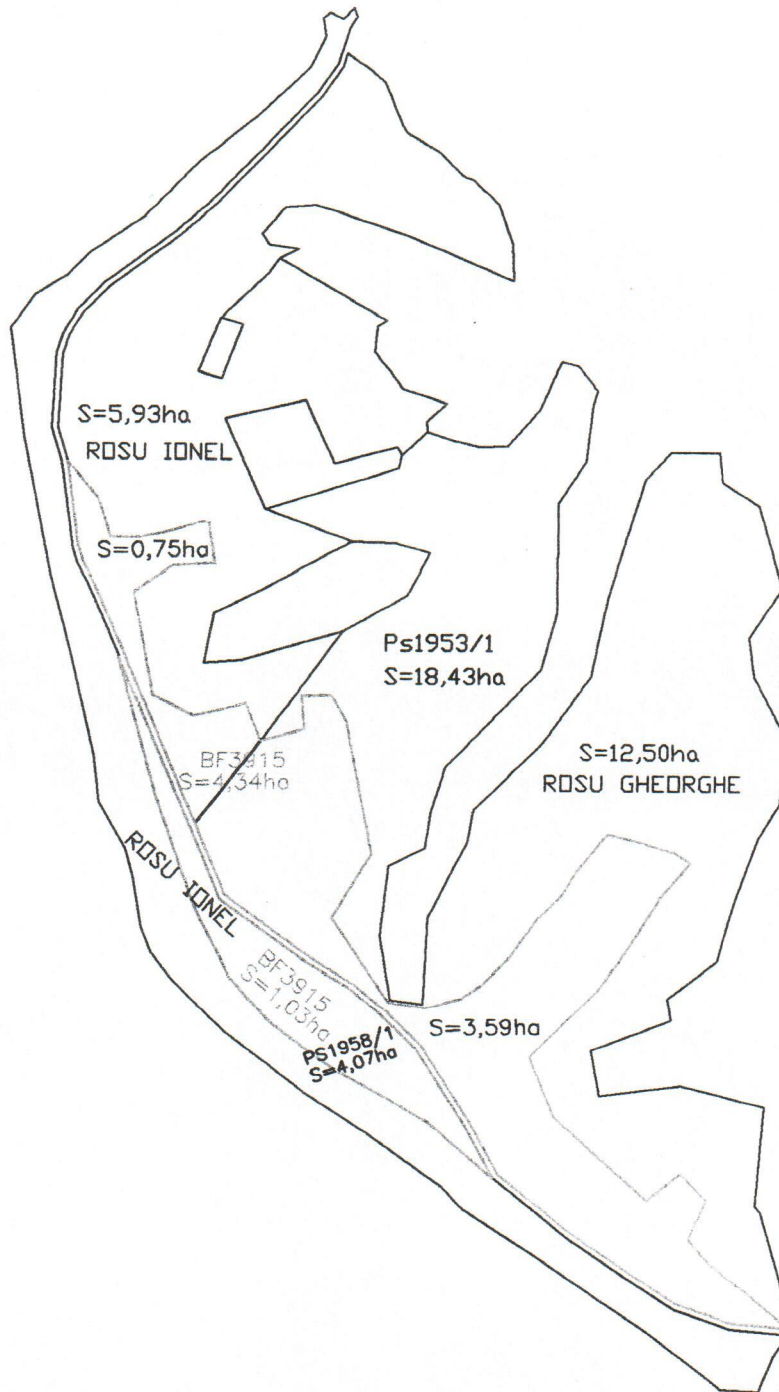 S=5,93ha
ROSU IONEL
S=0,75ha
Ps1953/1
S=18,43ha
BF3915
S=4,34ha
S=12,50ha
ROSU GHEORGHE
ROSU IONEL
BF3915
S=1,03ha
S=3,59ha
PS1958/1
S=4,07ha